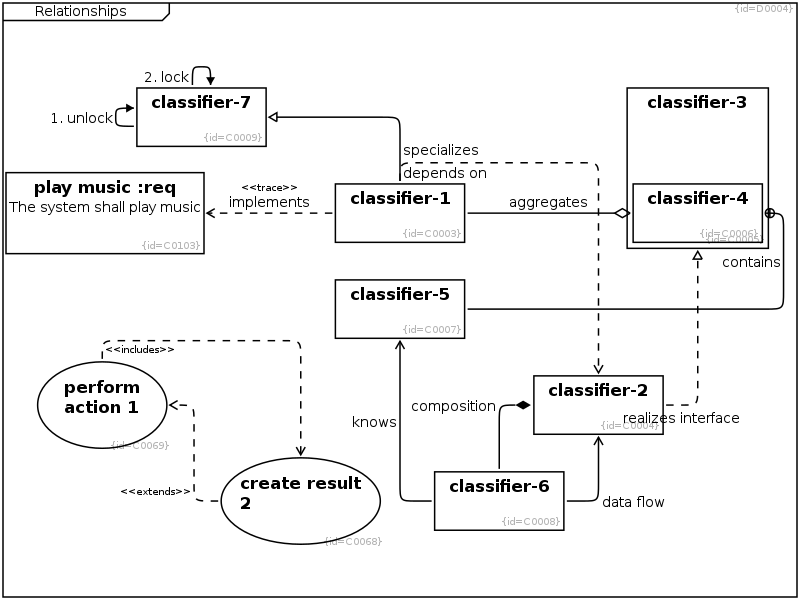 Relationships
{id=D0004}
2. lock
classifier-7
1. unlock
{id=C0009}
classifier-3
specializes
depends on
play music :req
The system shall play music
{id=C0103}
<<trace>>
implements
classifier-1
{id=C0003}
aggregates
classifier-4
{id=C0006}
{id=C0005}
contains
classifier-5
{id=C0007}
<<includes>>
perform
action 1
{id=C0069}
knows
composition
classifier-2
{id=C0004}
realizes interface
<<extends>>
create result
2
{id=C0068}
classifier-6
{id=C0008}
data flow